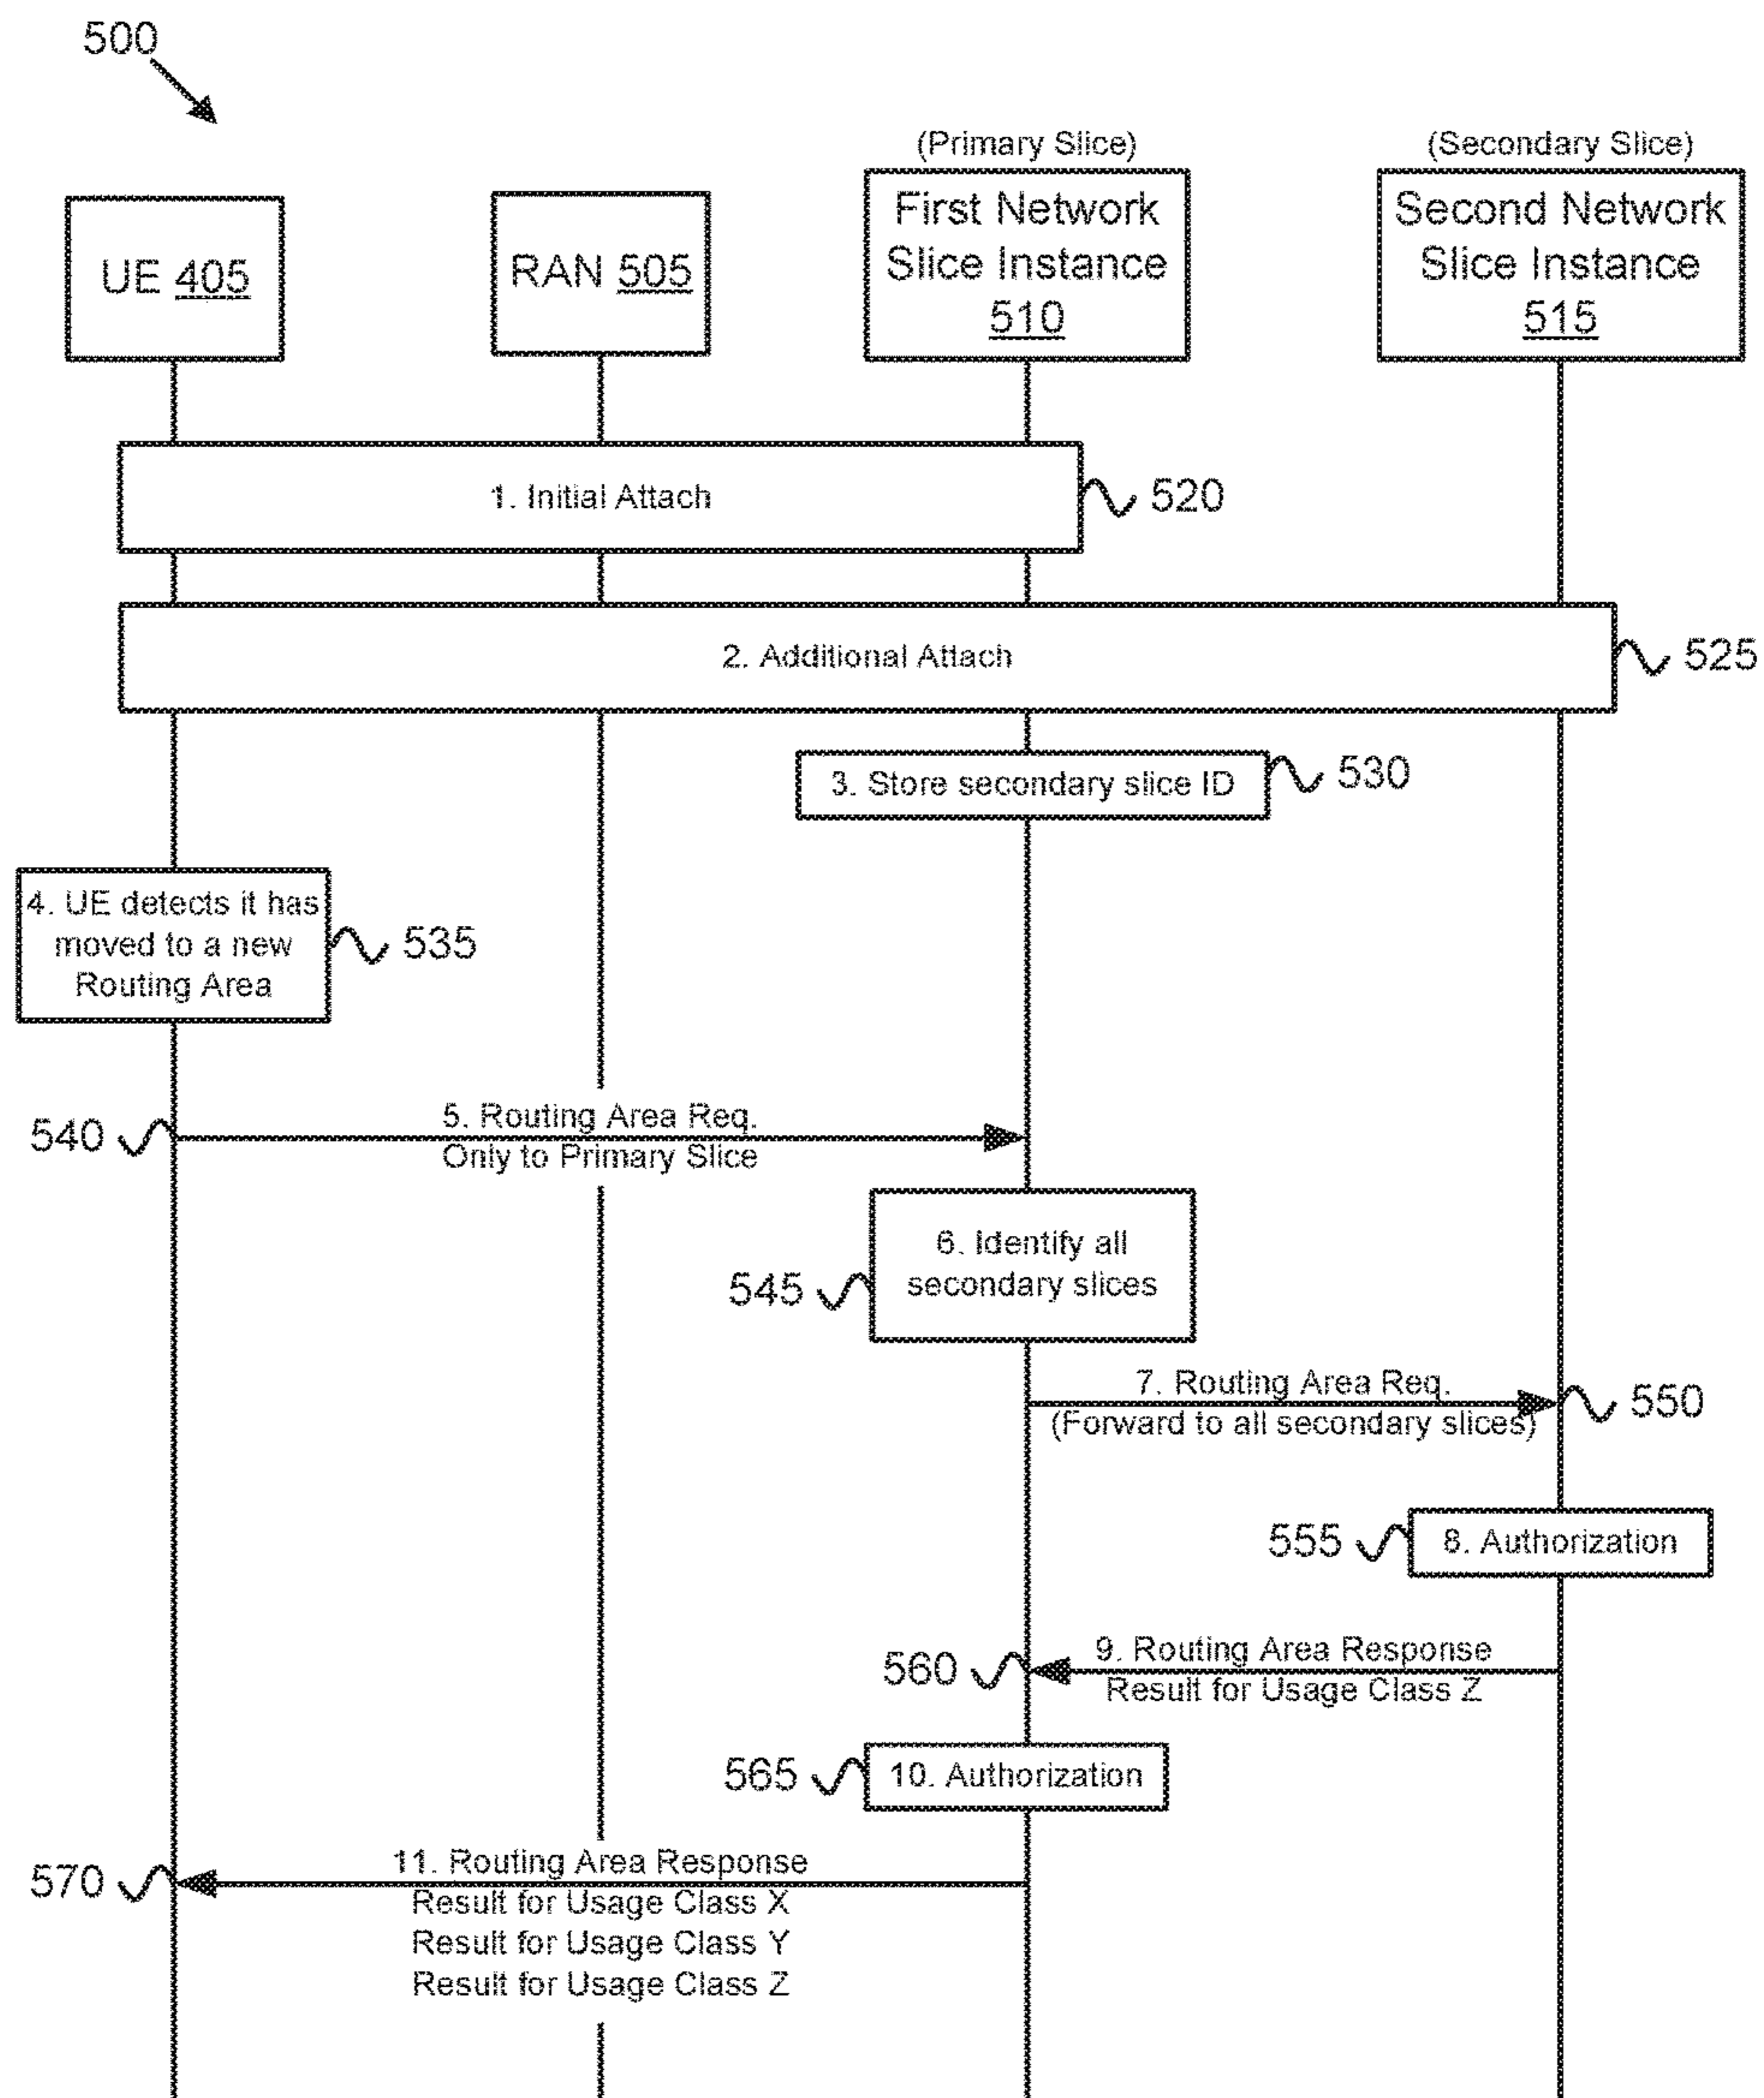 500
(Primary Slice)
(Secondary Slice)
UE 405
RAN 505
First Network
Slice Instance
510
Second Network
Slice Instance
515
1. Initial Attach
520
2. Additional Attach
525
3. Store secondary slice ID
530
4. UE detects it has
moved to a new
Routing Area
535
540
5. Routing Area Req.
Only to Primary Slice
6. Identify all
secondary slices
545
7. Routing Area Req.
(Forward to all secondary slices)
550
555
8. Authorization
560
9. Routing Area Response
Result for Usage Class Z
565
10. Authorization
570
11. Routing Area Response
Result for Usage Class X
Result for Usage Class Y
Result for Usage Class Z